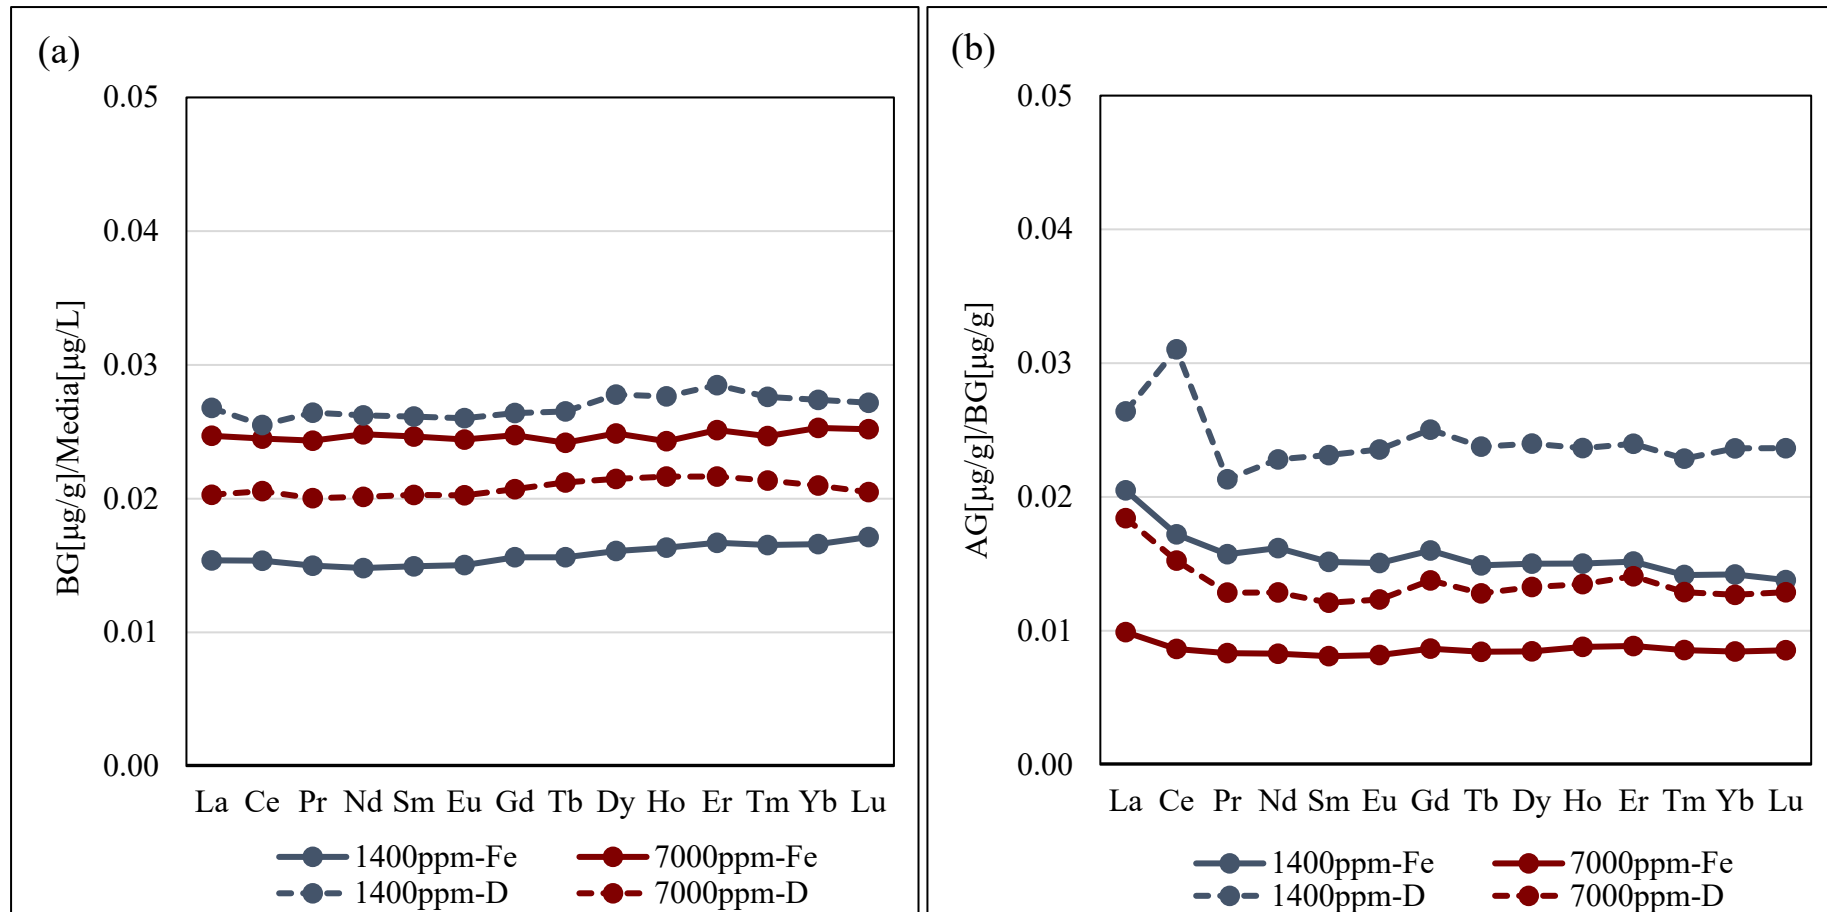 (a)
BG[µg/g]/Media[µg/L]
0.05
0.04
0.03
0.02
0.01
0.00
La Ce Pr Nd Sm Eu Gd Tb Dy Ho Er Tm Yb Lu
1400ppm-Fe 7000ppm-Fe
1400ppm-D 7000ppm-D
(b)
AG[µg/g]/BG[µg/g]
0.05
0.04
0.03
0.02
0.01
0.00
La Ce Pr Nd Sm Eu Gd Tb Dy Ho Er Tm Yb Lu
1400ppm-Fe 7000ppm-Fe
1400ppm-D 7000ppm-D